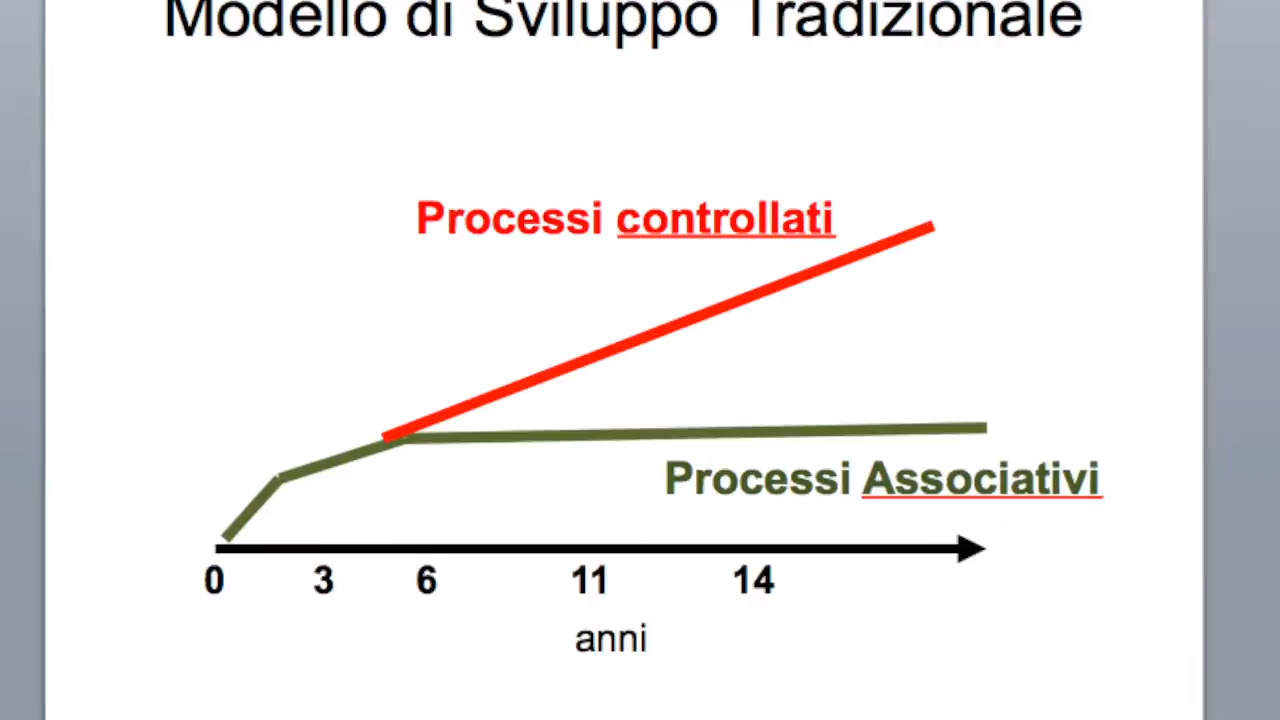 Modello di Sviluppo Tradizionale
Processi controllati
Processi Associativi
0 3 6 11 14
anni